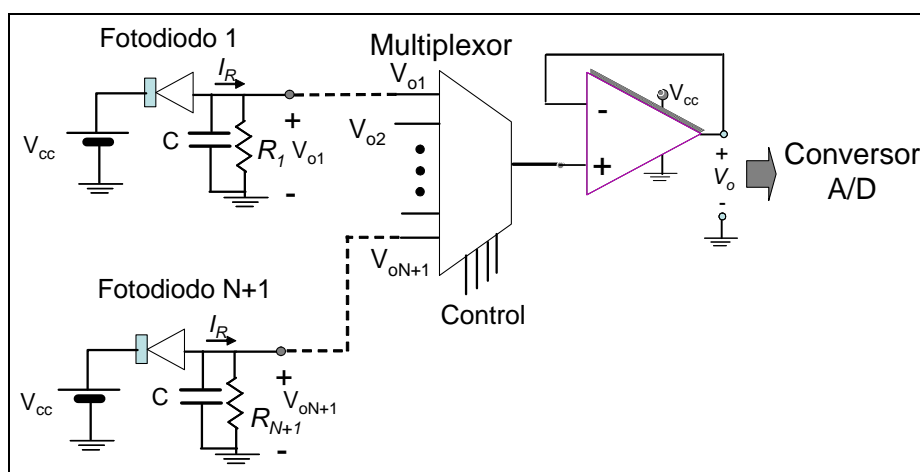 Fotodiodo 1
I_R
V_cc
C
R_1
+
V_o1
-
Multiplexor
V_o1
V_o2
V_oN+1
Control
-
+
V_cc
+
V_o
-
Conversor
A/D
Fotodiodo N+1
I_R
V_cc
C
R_N+1
+
V_oN+1
-